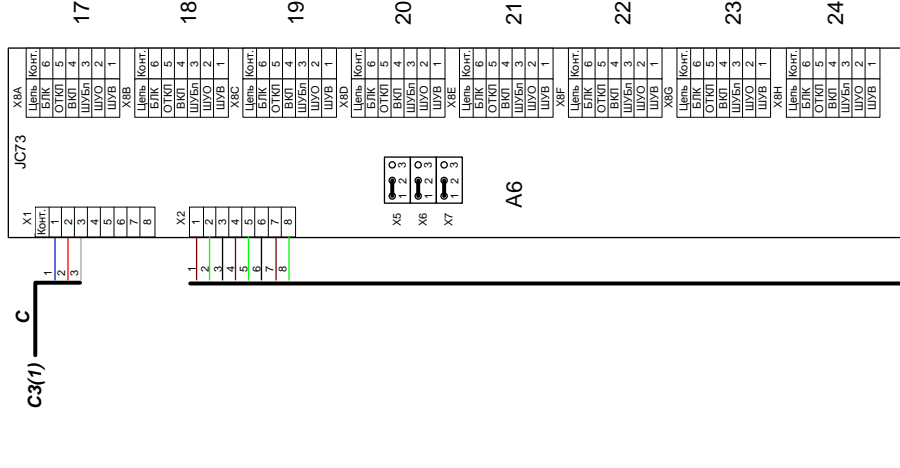 17
18
19
20
21
22
23
24
X8A
Цепь Конт.
БЛК 6
ОТКЛ 5
ВКЛ 4
ШУБл 3
ШУО 2
ШУВ 1
X8B
Цепь Конт.
БЛК 6
ОТКЛ 5
ВКЛ 4
ШУБл 3
ШУО 2
ШУВ 1
X8C
Цепь Конт.
БЛК 6
ОТКЛ 5
ВКЛ 4
ШУБл 3
ШУО 2
ШУВ 1
X8D
Цепь Конт.
БЛК 6
ОТКЛ 5
ВКЛ 4
ШУБл 3
ШУО 2
ШУВ 1
X8E
Цепь Конт.
БЛК 6
ОТКЛ 5
ВКЛ 4
ШУБл 3
ШУО 2
ШУВ 1
X8F
Цепь Конт.
БЛК 6
ОТКЛ 5
ВКЛ 4
ШУБл 3
ШУО 2
ШУВ 1
X8G
Цепь Конт.
БЛК 6
ОТКЛ 5
ВКЛ 4
ШУБл 3
ШУО 2
ШУВ 1
X8H
Цепь Конт.
БЛК 6
ОТКЛ 5
ВКЛ 4
ШУБл 3
ШУО 2
ШУВ 1
JC73
X5
1 2 3
X6
1 2 3
X7
1 2 3
A6
X1
Конт.
1
2
3
4
5
6
7
8
X2
1
2
3
4
5
6
7
8
1
2
3
1
2
3
4
5
6
7
8
C
C3(1)